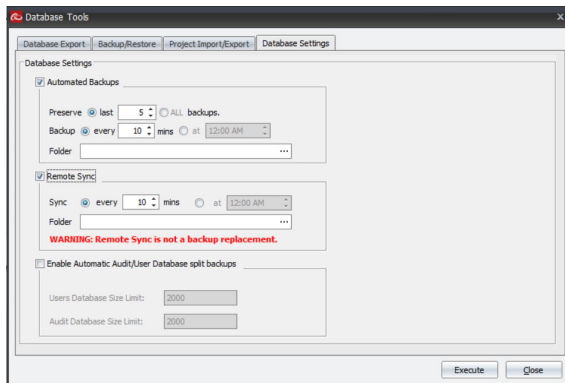 Database Tools
x
Database Export Backup/Restore Project Import/Export Database Settings
Database Settings
Automated Backups
Preserve last 5 ALL backups.
Backup every 10 mins at 12:00 AM
Folder ...
Remote Sync
Sync every 10 mins at 12:00 AM
Folder ...
WARNING: Remote Sync is not a backup replacement.
Enable Automatic Audit/User Database split backups
Users Database Size Limit: 2000
Audit Database Size Limit: 2000
Execute Close